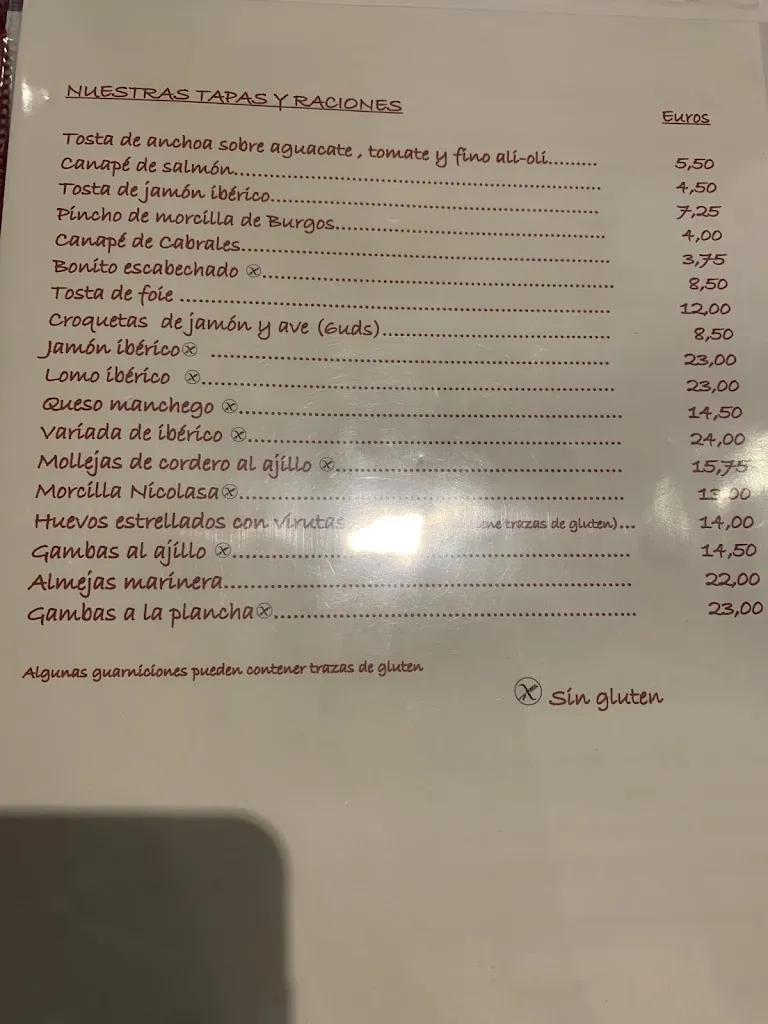 NUESTRAS TAPAS Y RACIONES
Euros
Tosta de anchoa sobre aguacate , tomate y fino ali-oli......... 5,50
Canapé de salmón.................................................. 4,50
Tosta de jamón ibérico............................................ 7,25
Pincho de morcilla de Burgos...................................... 4,00
Canapé de Cabrales................................................ 3,75
Bonito escabechado ⓧ.............................................. 8,50
Tosta de foie .................................................... 12,00
Croquetas de jamón y ave (6uds)................................... 8,50
Jamón ibérico ⓧ .................................................. 23,00
Lomo ibérico ⓧ.................................................... 23,00
Queso manchego ⓧ.................................................. 14,50
Variada de ibérico ⓧ.............................................. 24,00
Mollejas de cordero al ajillo ⓧ................................... 15,75
Morcilla Nicolasa ⓧ...............................................
Huevos estrellados con virutas trazas de gluten)... 14,00
Gambas al ajillo ⓧ................................................ 14,50
Almejas marinera.................................................. 22,00
Gambas a la plancha ⓧ............................................. 23,00
Algunas guarniciones pueden contener trazas de gluten
Sin gluten